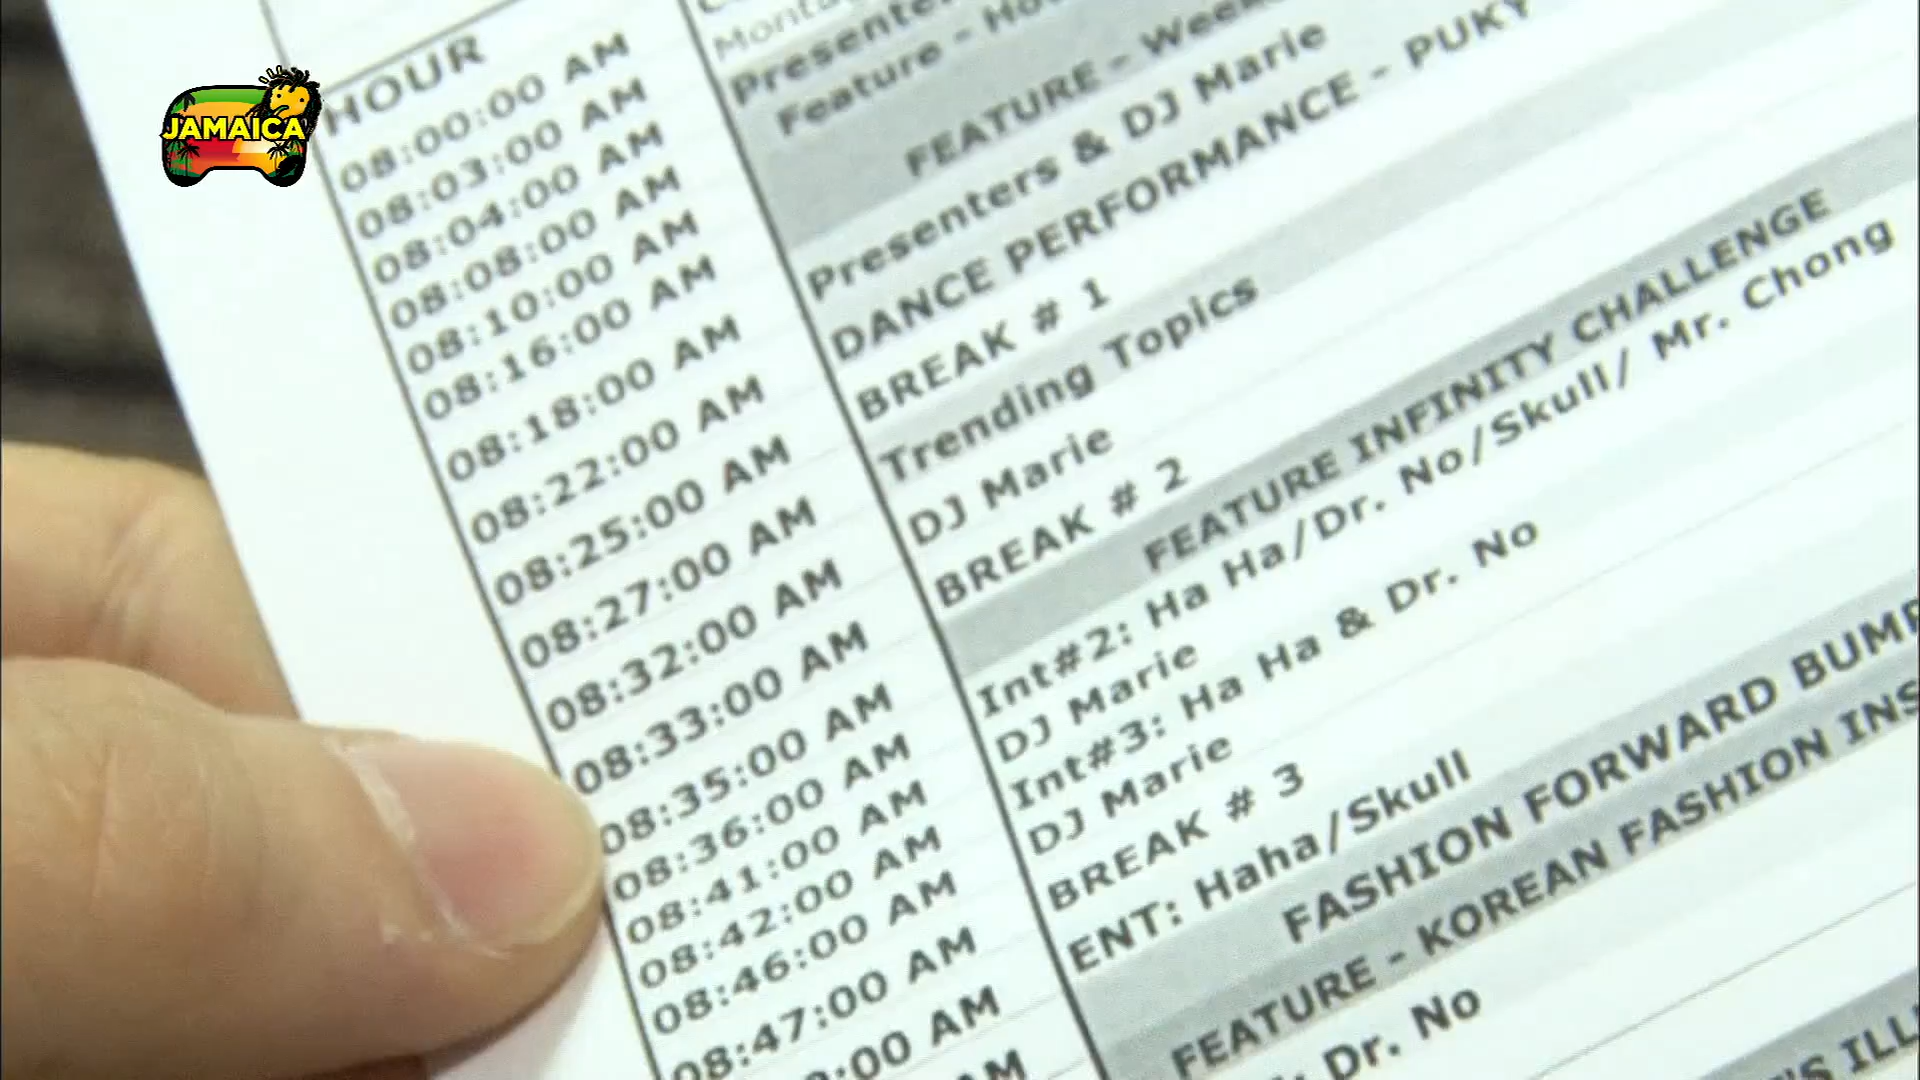 JAMAICA
HOUR
08:00:00 AM
08:03:00 AM
08:04:00 AM
08:08:00 AM
08:10:00 AM
08:16:00 AM
08:18:00 AM
08:22:00 AM
08:25:00 AM
08:27:00 AM
08:32:00 AM
08:33:00 AM
08:35:00 AM
08:36:00 AM
08:41:00 AM
08:42:00 AM
08:46:00 AM
08:47:00 AM
:00 AM
AM
Feature -
FEATURE -
Presenters & DJ Marie
DANCE PERFORMANCE - PUKY
BREAK # 1
Trending Topics
DJ Marie
BREAK # 2
FEATURE INFINITY CHALLENGE
Int#2: Ha Ha/Dr. No/Skull/ Mr. Chong
DJ Marie
Int#3: Ha Ha & Dr. No
DJ Marie
BREAK # 3
ENT: Haha/Skull
FASHION FORWARD
FEATURE - KOREAN FASHION
Dr. No